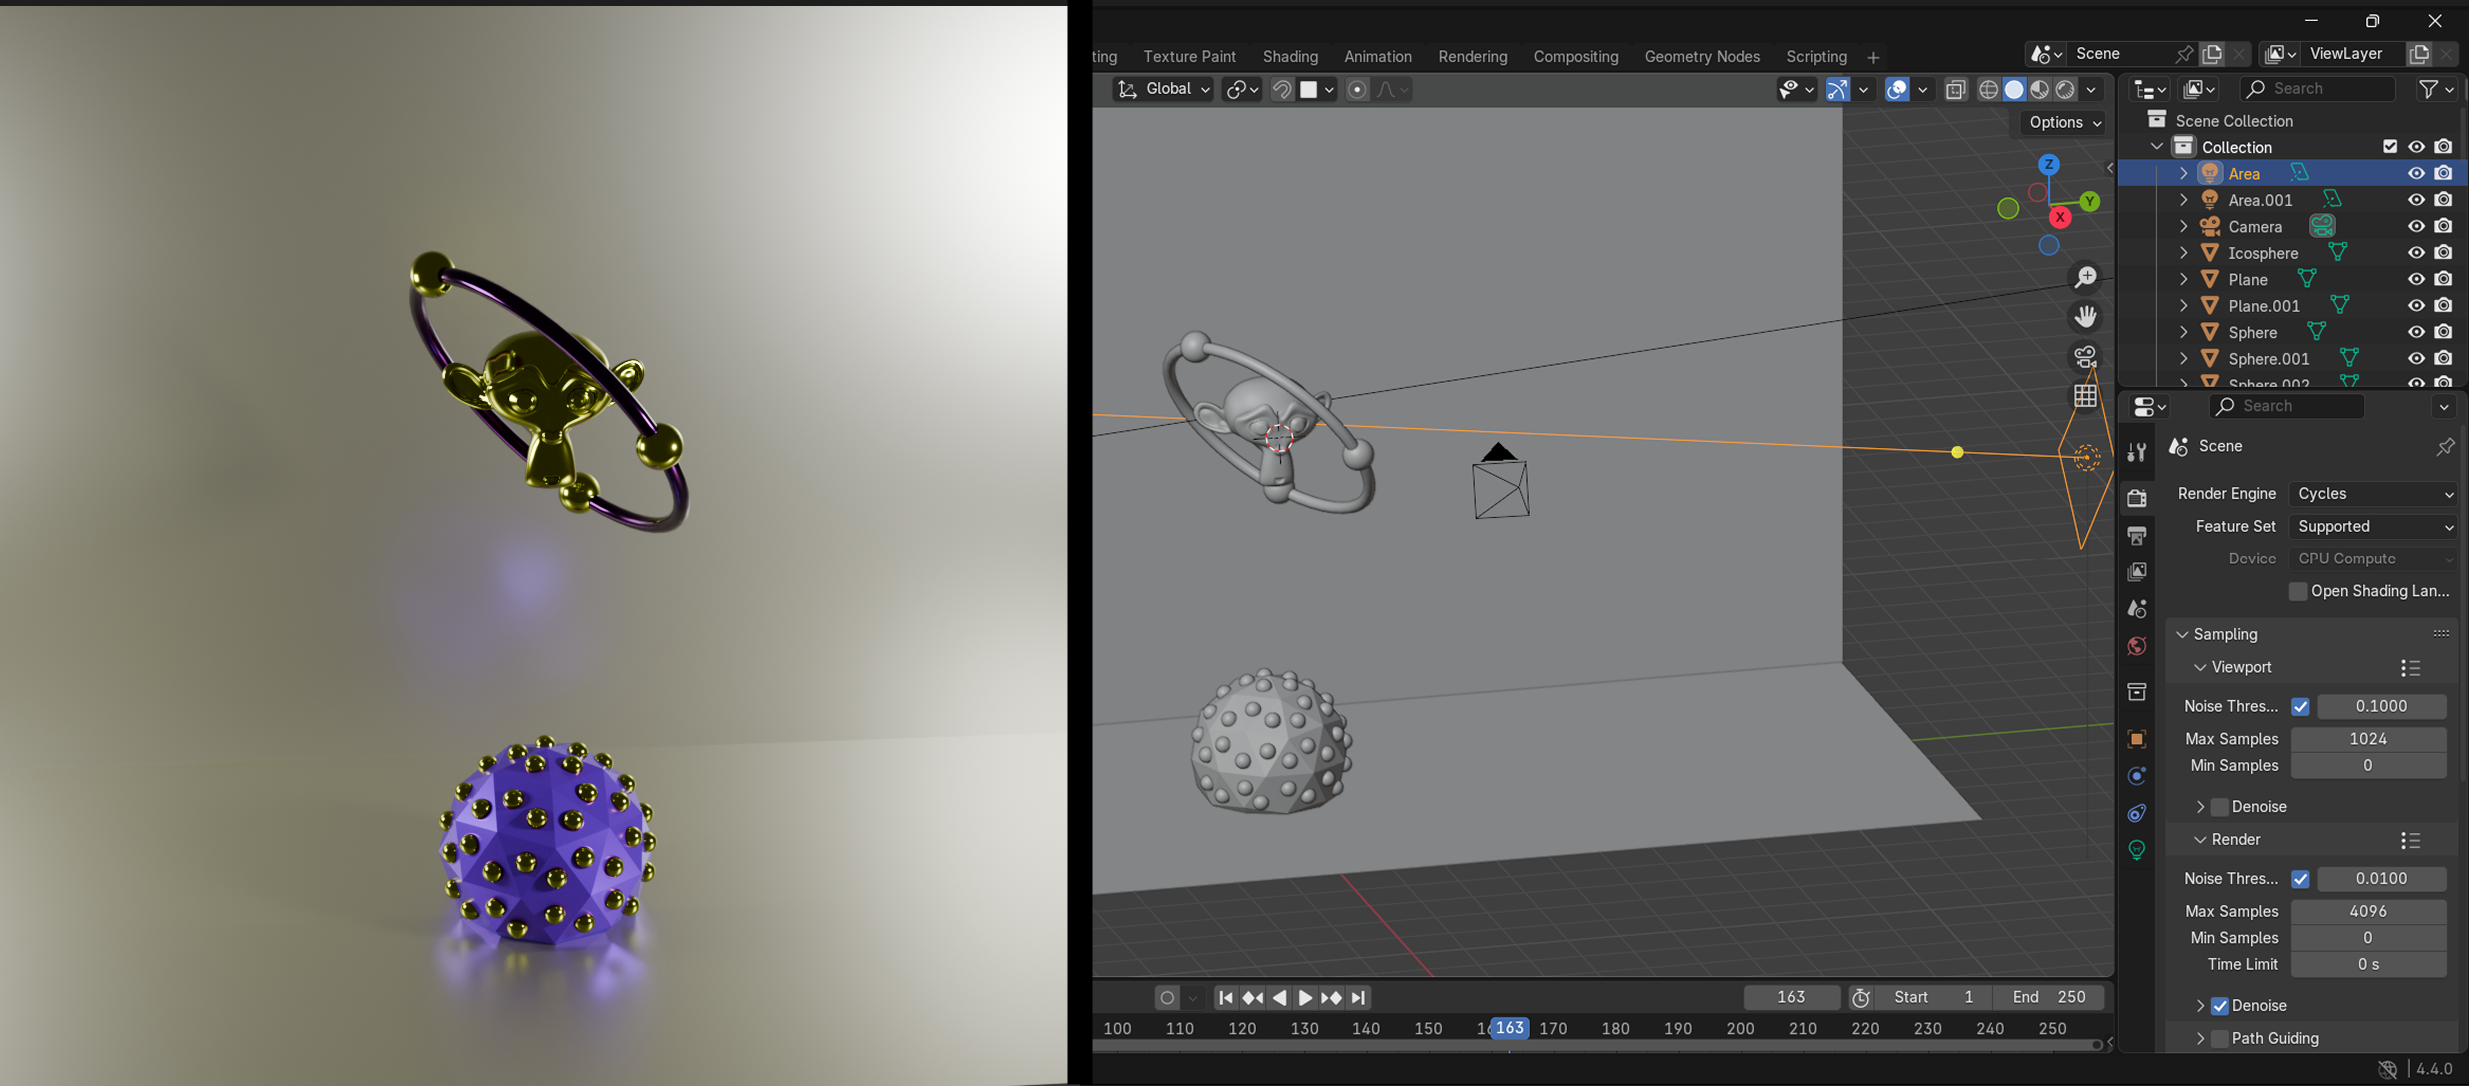 ting Texture Paint Shading Animation Rendering Compositing Geometry Nodes Scripting +
Scene
ViewLayer
Global
Options
Z
Y
X
Search
Scene Collection
Collection
Area
Area.001
Camera
Icosphere
Plane
Plane.001
Sphere
Sphere.001
Sphere.002
Search
Scene
Render Engine Cycles
Feature Set Supported
Device GPU Compute
Open Shading Lan...
Sampling
Viewport
Noise Thres... 0.1000
Max Samples 1024
Min Samples 0
Denoise
Render
Noise Thres... 0.0100
Max Samples 4096
Min Samples 0
Time Limit 0 s
Denoise
Path Guiding
163 Start 1 End 250
100 110 120 130 140 150 163 170 180 190 200 210 220 230 240 250
4.4.0